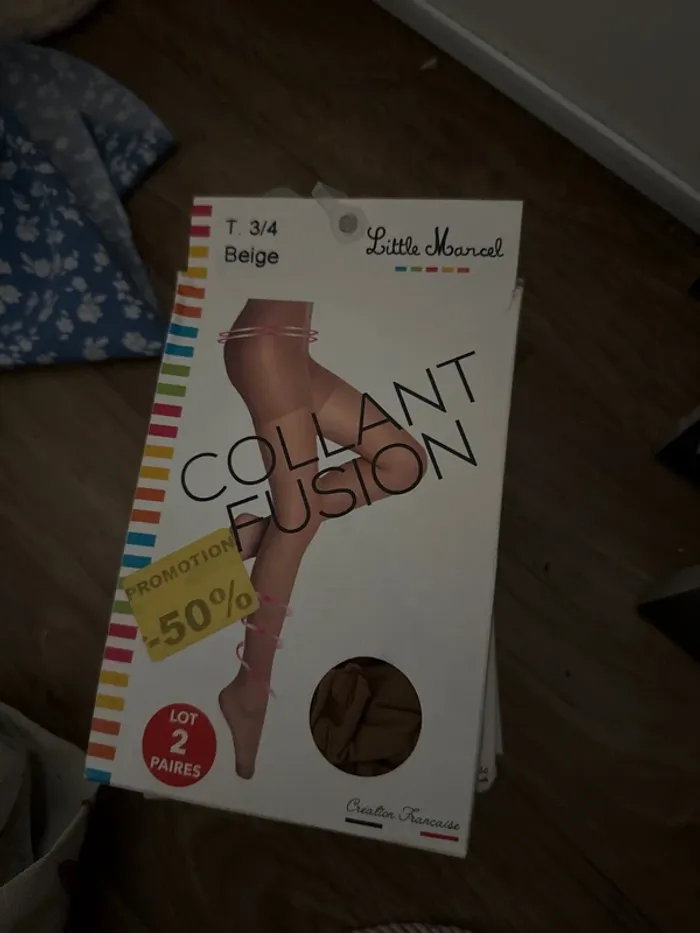 T. 3/4
Beige
Little Marcel
COLLANT
FUSION
PROMOTION
-50%
LOT
2
PAIRES
Création Française